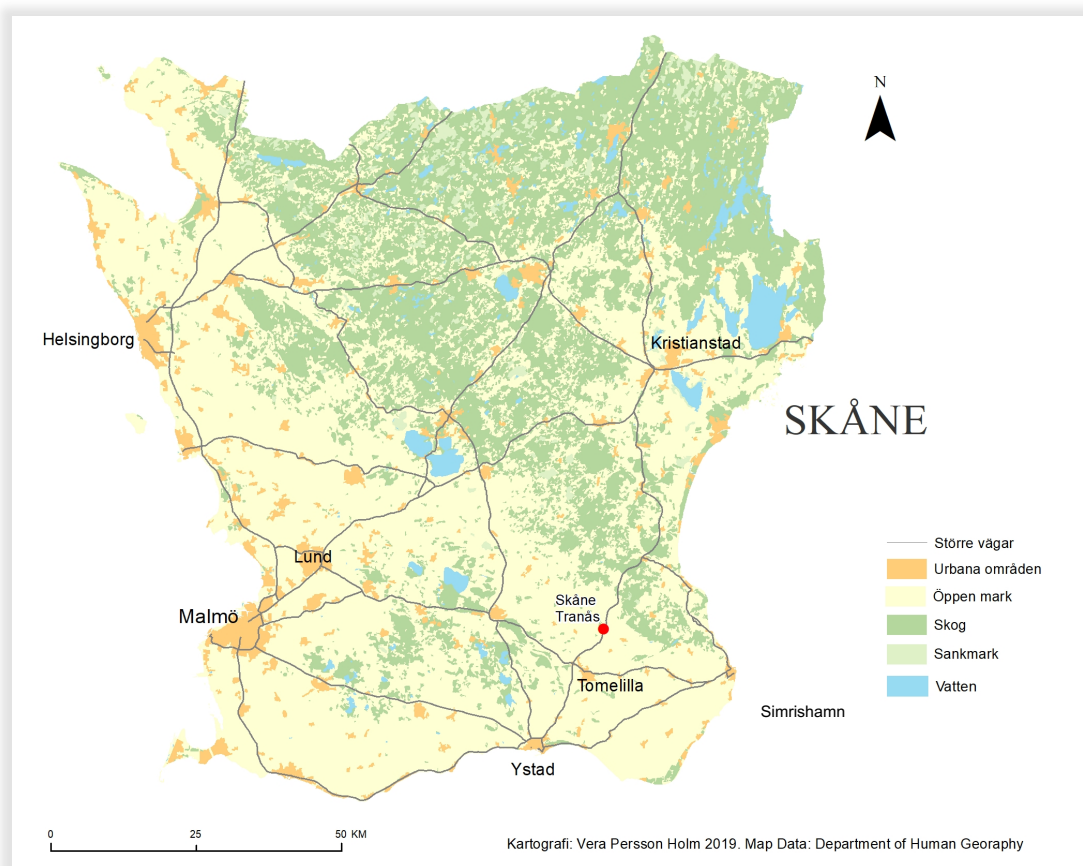 N
Helsingborg
Kristianstad
SKÅNE
Större vägar
Urbana områden
Öppen mark
Skog
Sankmark
Vatten
Lund
Malmö
Skåne
Tranås
Tomelilla
Simrishamn
Ystad
0 25 50 KM
Kartografi: Vera Persson Holm 2019. Map Data: Department of Human Georaphy